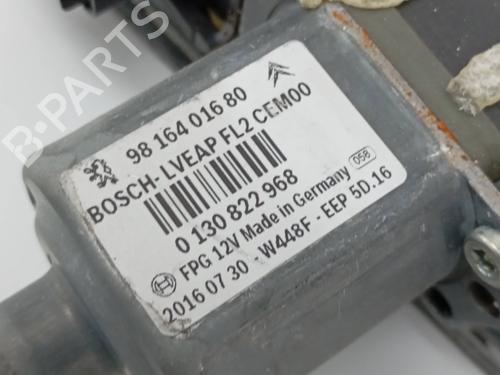 98 164 016 80
BOSCH-LVEAP FL2 CEM00
0 130 822 968
FPG 12V Made in Germany 058
2016 07 30 - W448F - EEP 5D.16
B-PARTS